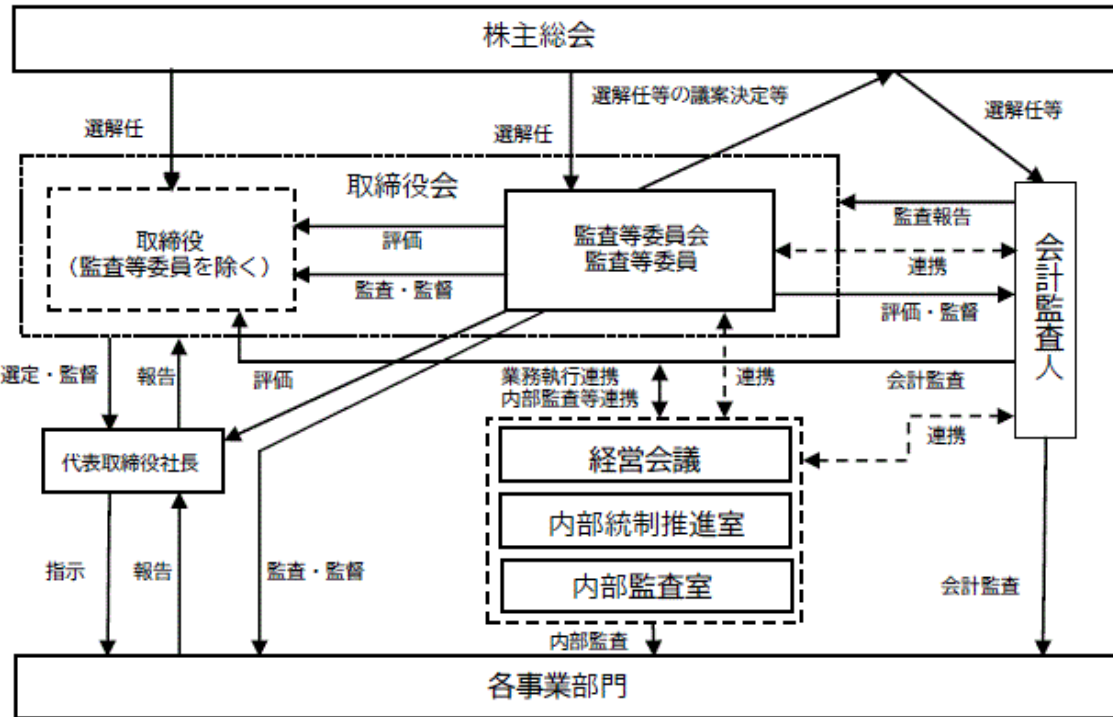 株主総会
選解任等の議案決定等
選解任
選解任
選解任等
取締役会
取締役
(監査等委員を除く)
評価
監査・監督
監査等委員会
監査等委員
監査報告
連携
評価・監督
会計監査人
選定・監督
報告
評価
業務執行連携
内部監査等連携
連携
会計監査
連携
代表取締役社長
経営会議
内部統制推進室
内部監査室
指示
報告
監査・監督
会計監査
内部監査
各事業部門